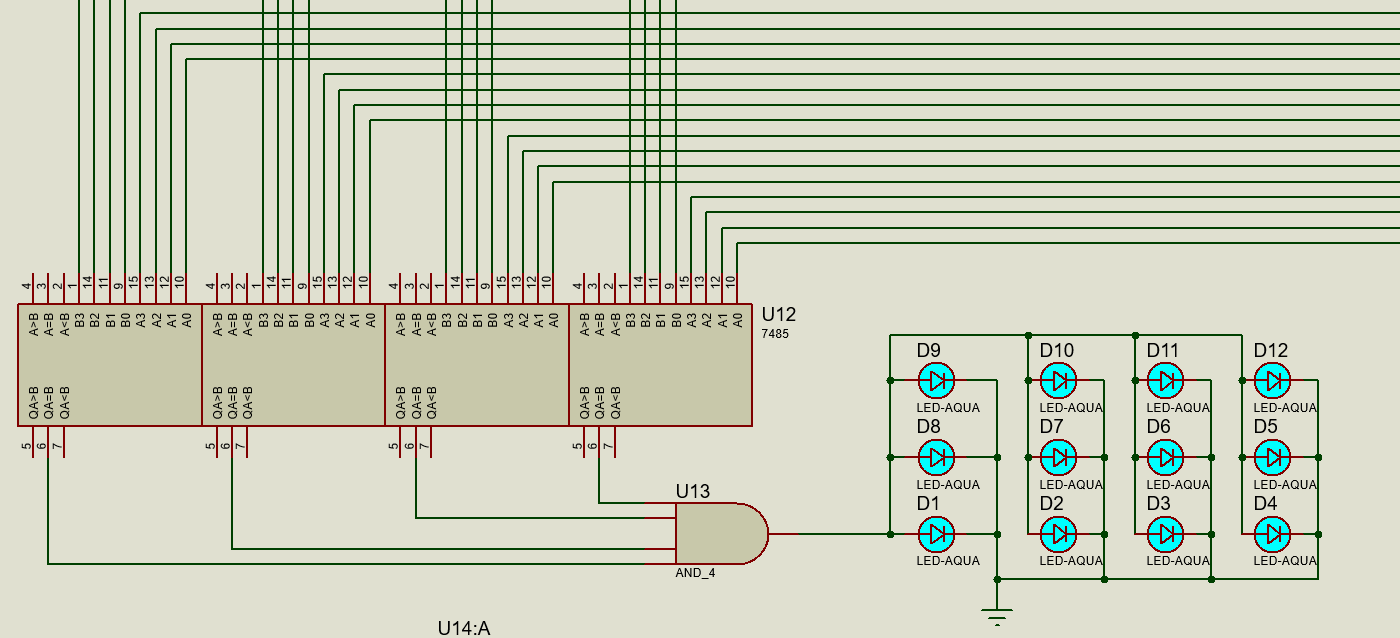 4 3 2 1 14 11 9 15 13 12 10 4 3 2 1 14 11 9 15 13 12 10 4 3 2 1 14 11 9 15 13 12 10 4 3 2 1 14 11 9 15 13 12 10
A>B A=B A<B B3 B2 B1 B0 A3 A2 A1 A0 A>B A=B A<B B3 B2 B1 B0 A3 A2 A1 A0 A>B A=B A<B B3 B2 B1 B0 A3 A2 A1 A0 A>B A=B A<B B3 B2 B1 B0 A3 A2 A1 A0
U12
7485
QA>B QA=B QA<B QA>B QA=B QA<B QA>B QA=B QA<B QA>B QA=B QA<B
5 6 7 5 6 7 5 6 7 5 6 7
D9 D10 D11 D12
LED-AQUA LED-AQUA LED-AQUA LED-AQUA
D8 D7 D6 D5
LED-AQUA LED-AQUA LED-AQUA LED-AQUA
U13
D1 D2 D3 D4
LED-AQUA LED-AQUA LED-AQUA LED-AQUA
AND_4
U14:A